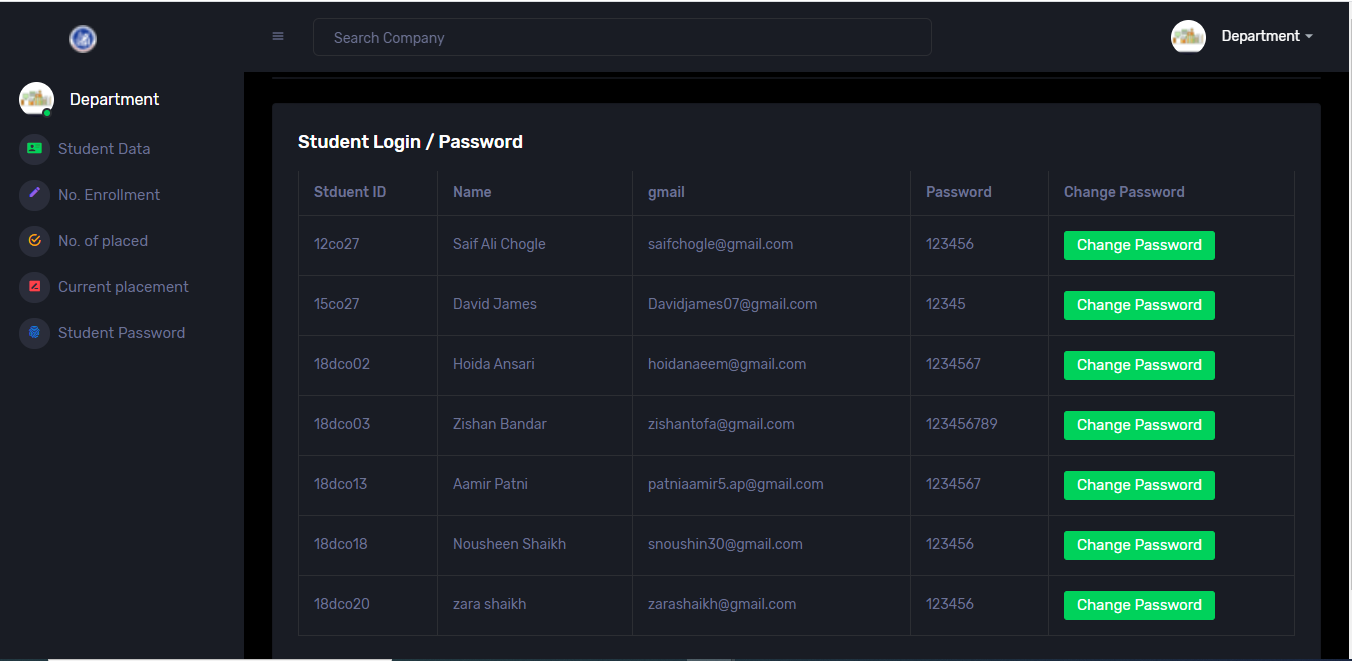 Search Company
Department
Department
Student Data
No. Enrollment
No. of placed
Current placement
Student Password
Student Login / Password
Stduent ID Name gmail Password Change Password
12co27 Saif Ali Chogle saifchogle@gmail.com 123456 Change Password
15co27 David James Davidjames07@gmail.com 12345 Change Password
18dco02 Hoida Ansari hoidanaeem@gmail.com 1234567 Change Password
18dco03 Zishan Bandar zishantofa@gmail.com 123456789 Change Password
18dco13 Aamir Patni patniaamir5.ap@gmail.com 1234567 Change Password
18dco18 Nousheen Shaikh snoushin30@gmail.com 123456 Change Password
18dco20 zara shaikh zarashaikh@gmail.com 123456 Change Password